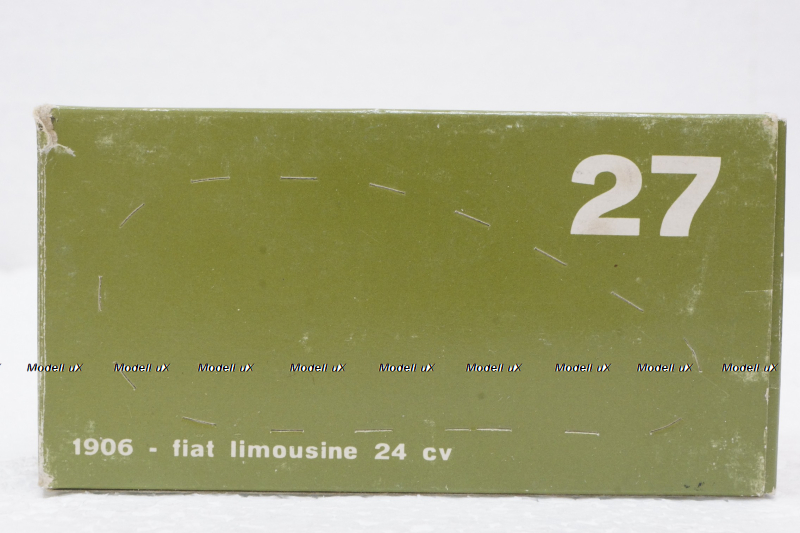 27
Modell uX Modell uX Modell uX Modell uX Modell uX Modell uX Modell uX Modell uX Modell uX
1906 - fiat limousine 24 cv